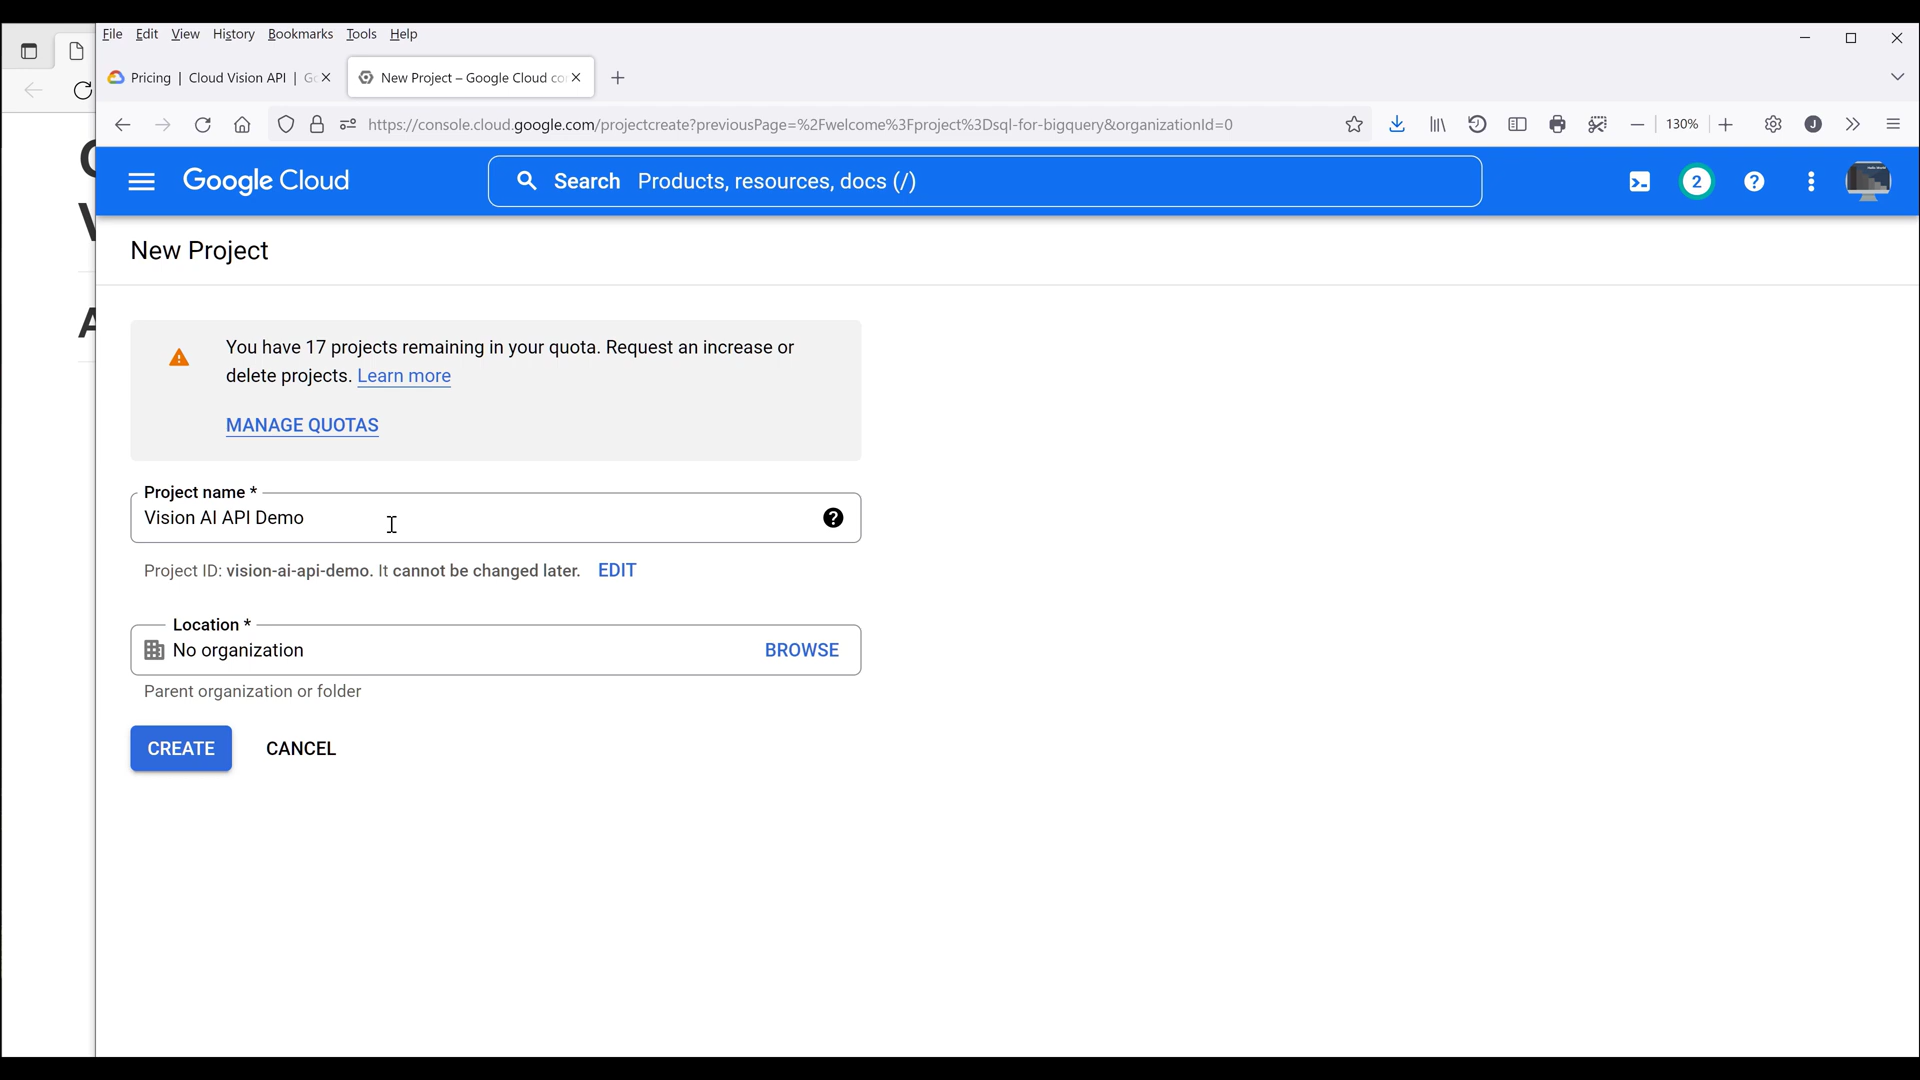 File Edit View History Bookmarks Tools Help
Pricing | Cloud Vision API | Go
New Project – Google Cloud co
https://console.cloud.google.com/projectcreate?previousPage=%2Fwelcome%3Fproject%3Dsql-for-bigquery&organizationId=0
130%
J
Google Cloud
Search Products, resources, docs (/)
2
New Project
You have 17 projects remaining in your quota. Request an increase or
delete projects. Learn more
MANAGE QUOTAS
Project name *
Vision AI API Demo
Project ID: vision-ai-api-demo. It cannot be changed later. EDIT
Location *
No organization BROWSE
Parent organization or folder
CREATE CANCEL